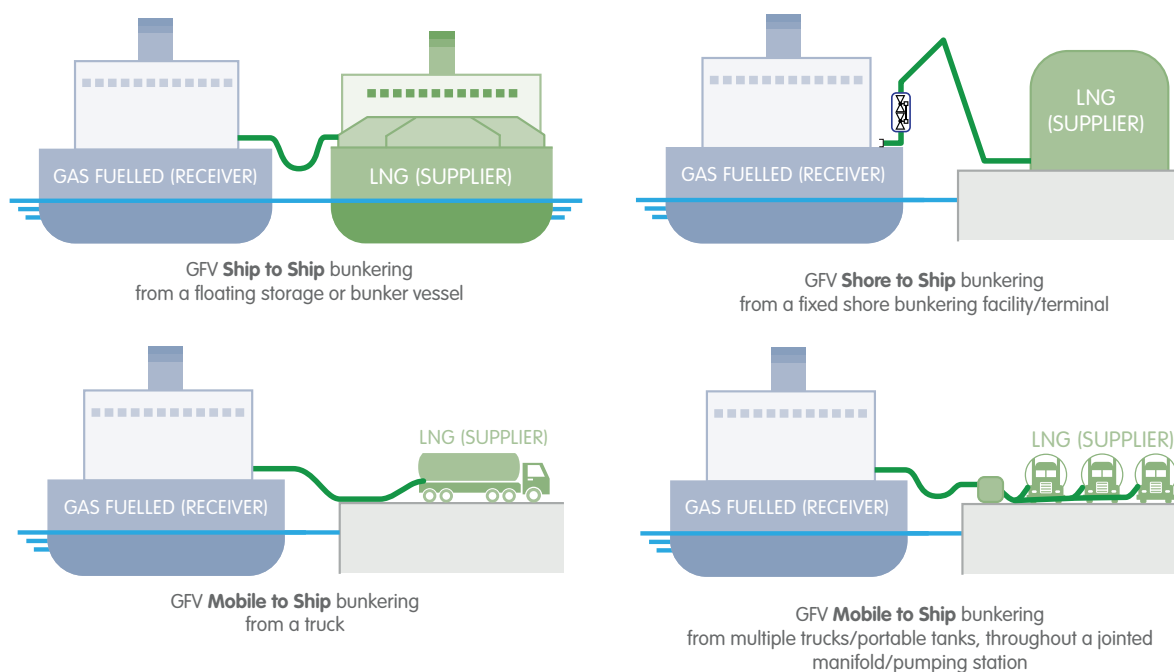 GAS FUELLED (RECEIVER)
LNG (SUPPLIER)
GFV Ship to Ship bunkering
from a floating storage or bunker vessel
GAS FUELLED (RECEIVER)
LNG
(SUPPLIER)
GFV Shore to Ship bunkering
from a fixed shore bunkering facility/terminal
GAS FUELLED (RECEIVER)
LNG (SUPPLIER)
GFV Mobile to Ship bunkering
from a truck
GAS FUELLED (RECEIVER)
LNG (SUPPLIER)
GFV Mobile to Ship bunkering
from multiple trucks/portable tanks, throughout a jointed
manifold/pumping station